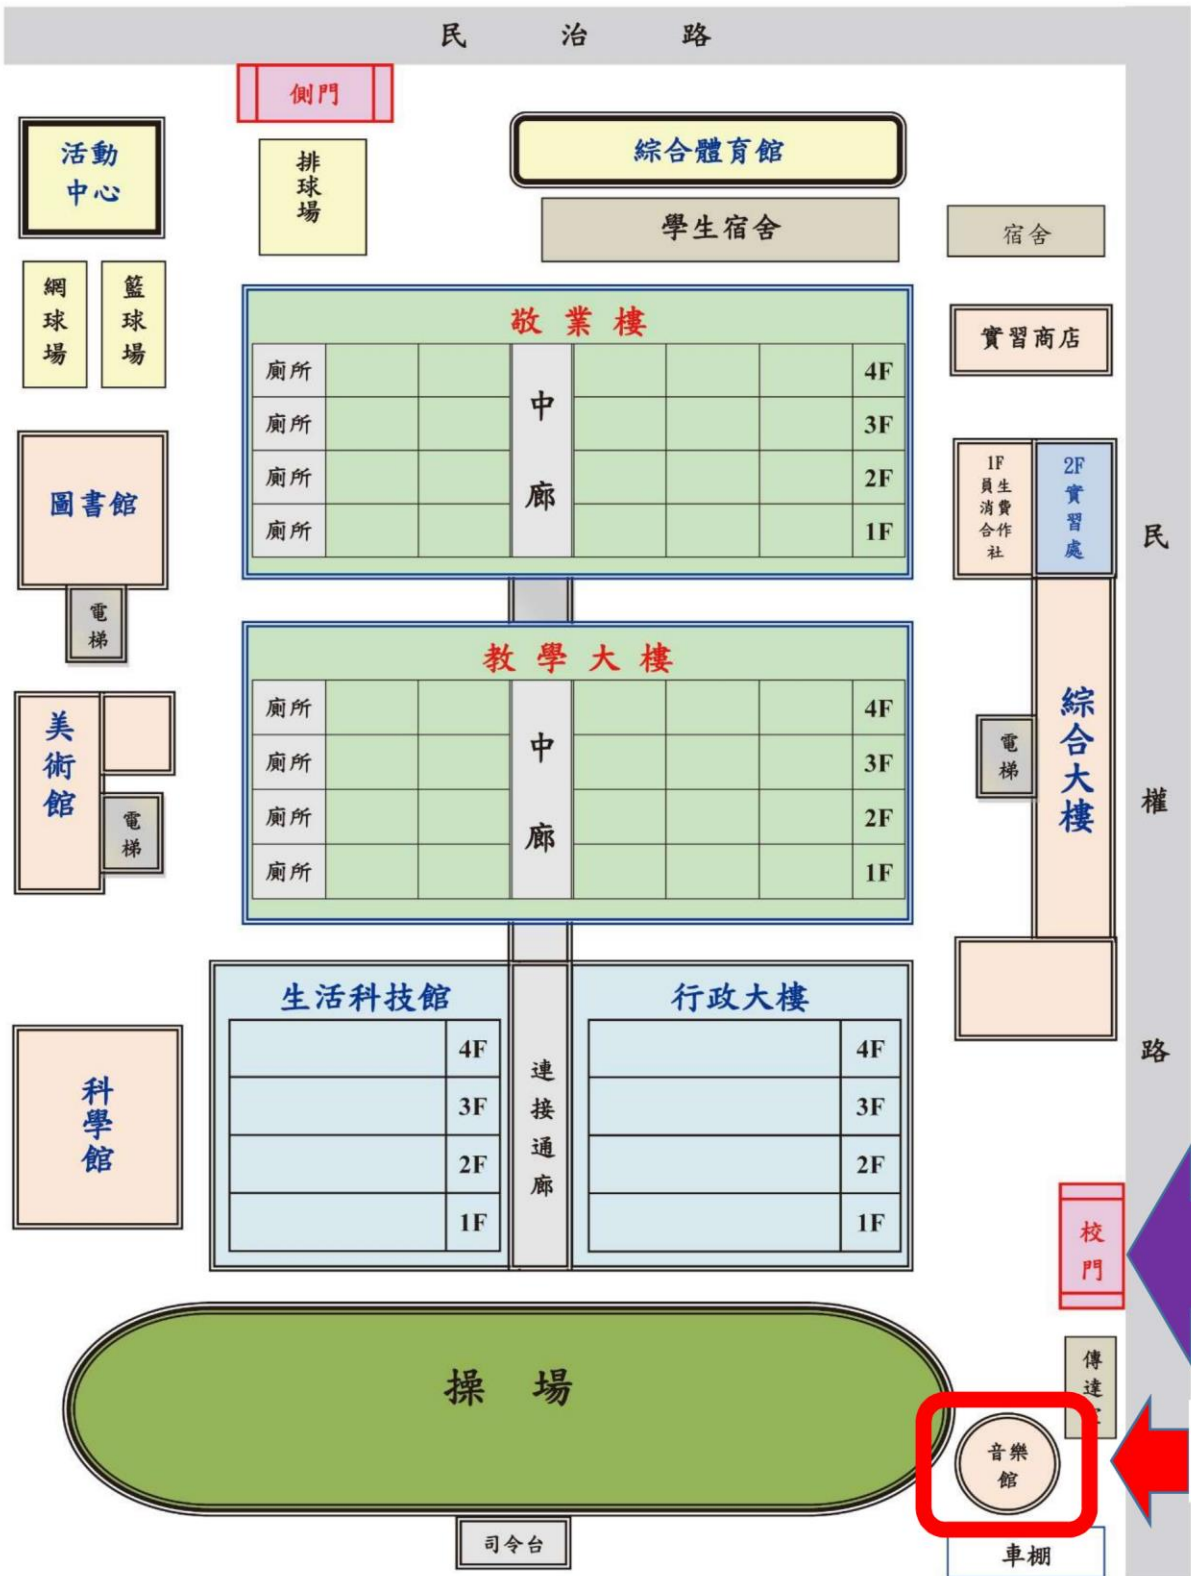 民治路
側門
活動
中心
排球場
綜合體育館
學生宿舍
宿舍
網球場
籃球場
敬業樓
實習商店
廁所
4F
廁所
3F
廁所
2F
廁所
1F
中廊
圖書館
電梯
1F
員生
消費
合作
社
2F
實習處
民權路
教學大樓
廁所
4F
廁所
3F
廁所
2F
廁所
1F
中廊
美術館
電梯
電梯
綜合大樓
生活科技館
4F
3F
2F
1F
連接通廊
行政大樓
4F
3F
2F
1F
科學館
校門
操場
傳達
音樂
館
司令台
車棚